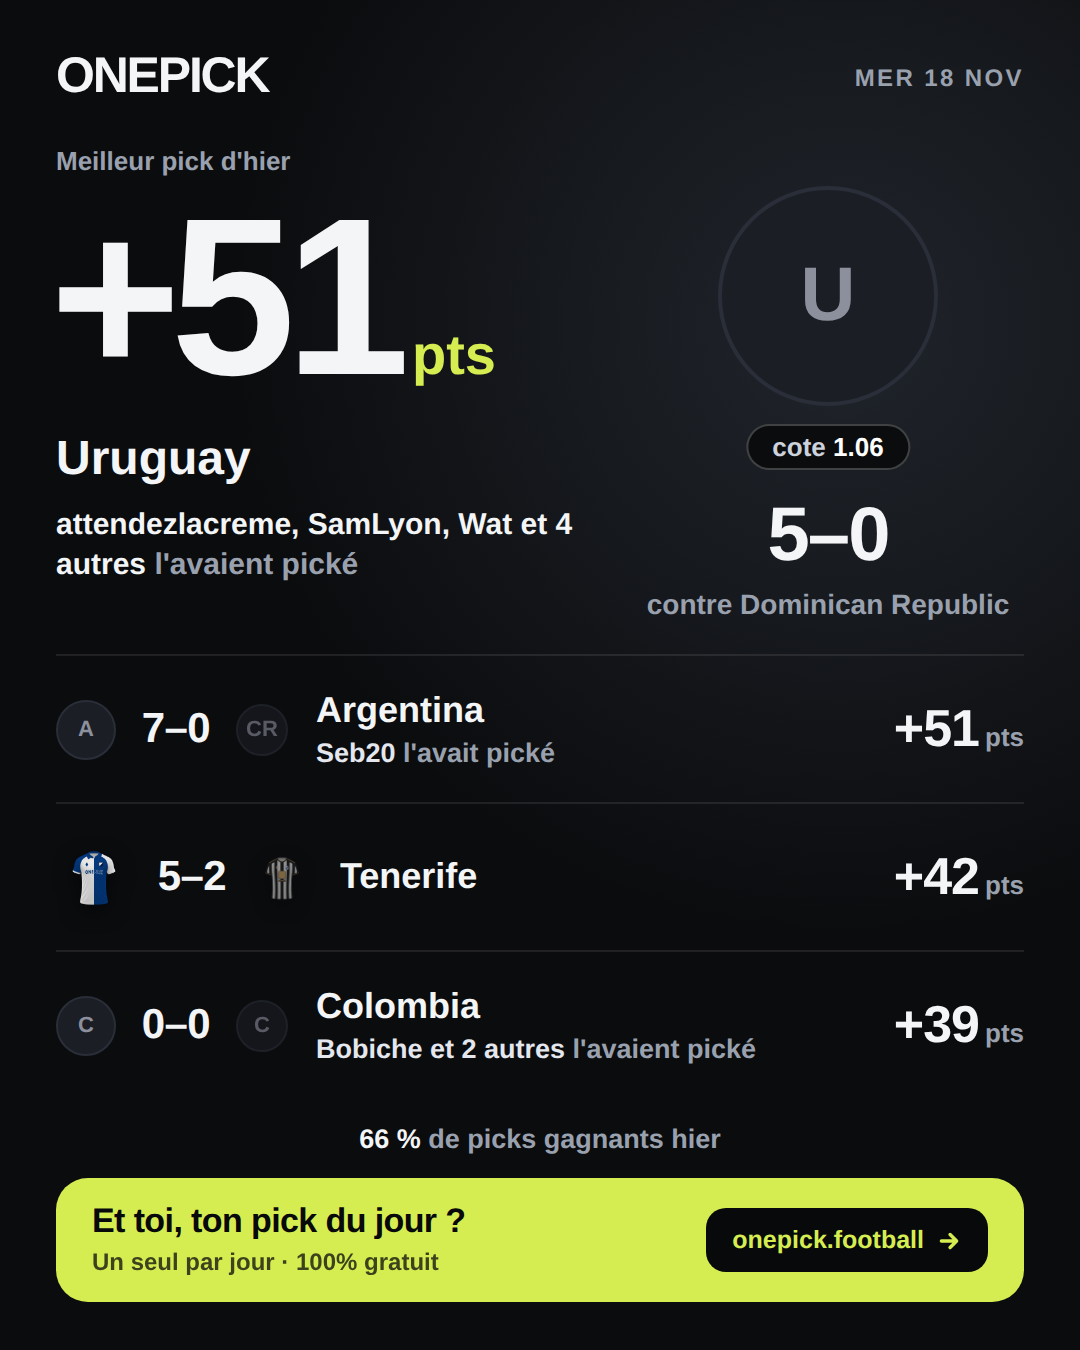 ONEPICK
MER 18 NOV
Meilleur pick d'hier
+51 pts
U
cote 1.06
Uruguay
5–0
attendezlacreme, SamLyon, Wat et 4
autres l'avaient pické
contre Dominican Republic
A 7–0 CR Argentina +51 pts
Seb20 l'avait pické
5–2 Tenerife +42 pts
C 0–0 C Colombia +39 pts
Bobiche et 2 autres l'avaient pické
66 % de picks gagnants hier
Et toi, ton pick du jour ?
Un seul par jour · 100% gratuit
onepick.football →